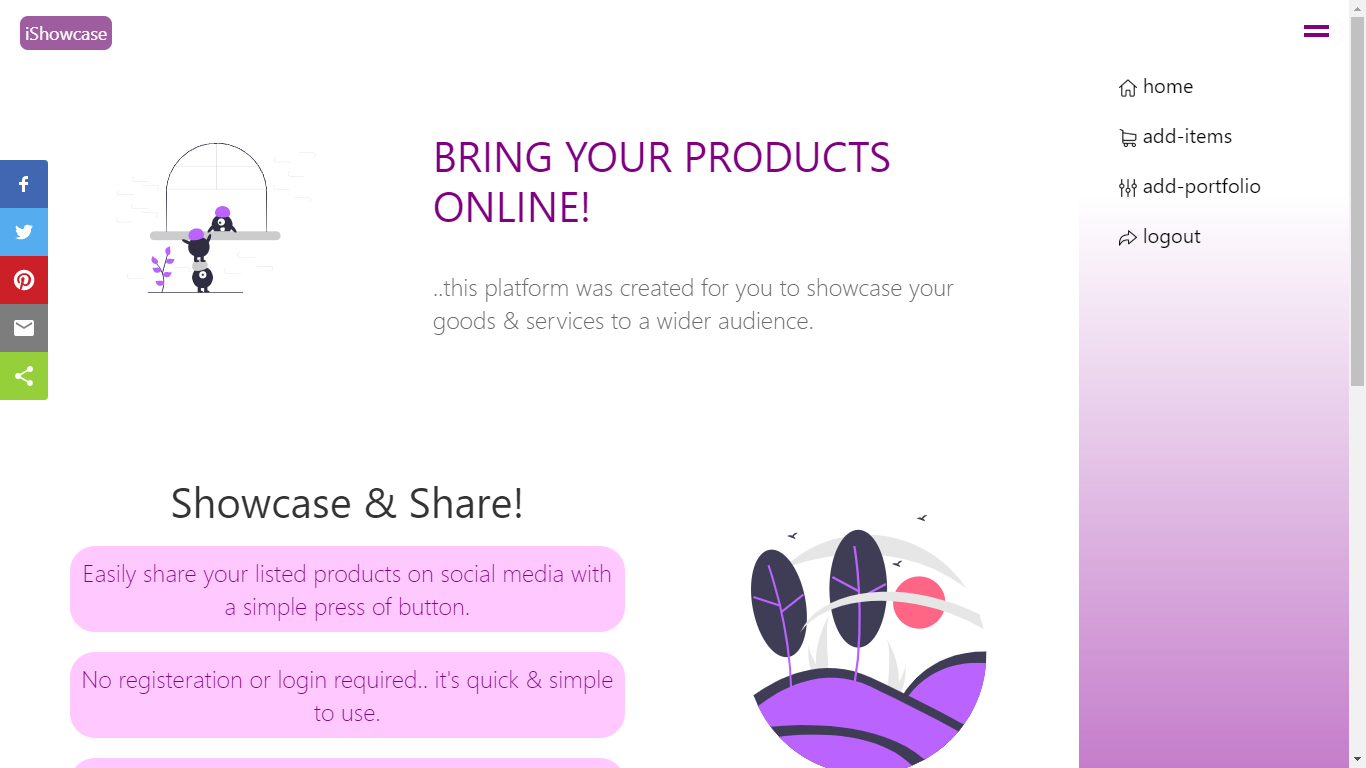 iShowcase
home
add-items
add-portfolio
logout
BRING YOUR PRODUCTS
ONLINE!
..this platform was created for you to showcase your
goods & services to a wider audience.
Showcase & Share!
Easily share your listed products on social media with
a simple press of button.
No registeration or login required.. it's quick & simple
to use.